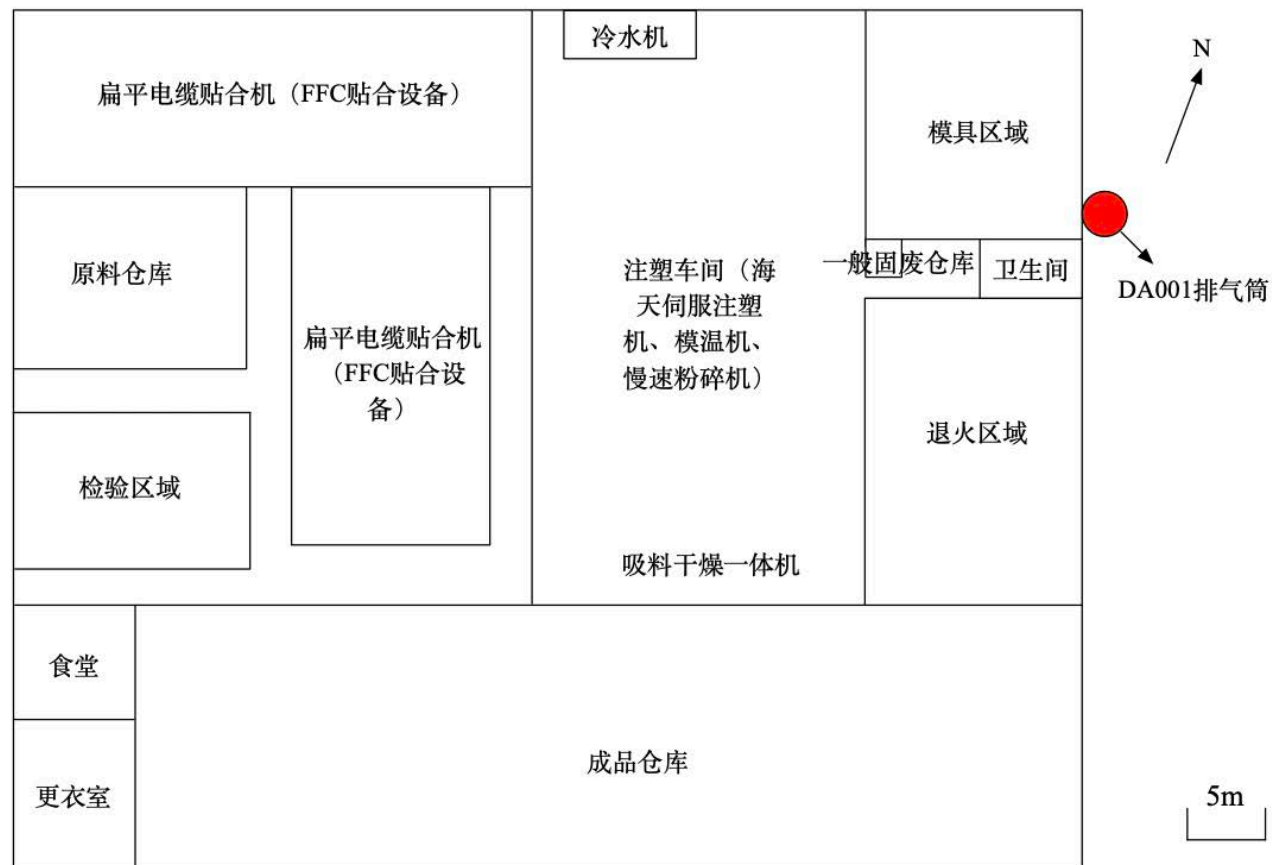 冷水机
N
扁平电缆贴合机（FFC贴合设备）
模具区域
原料仓库
注塑车间（海
天伺服注塑
机、模温机、
慢速粉碎机）
一般固废仓库
卫生间
DA001排气筒
扁平电缆贴合机
（FFC贴合设
备）
退火区域
检验区域
吸料干燥一体机
食堂
成品仓库
更衣室
5m